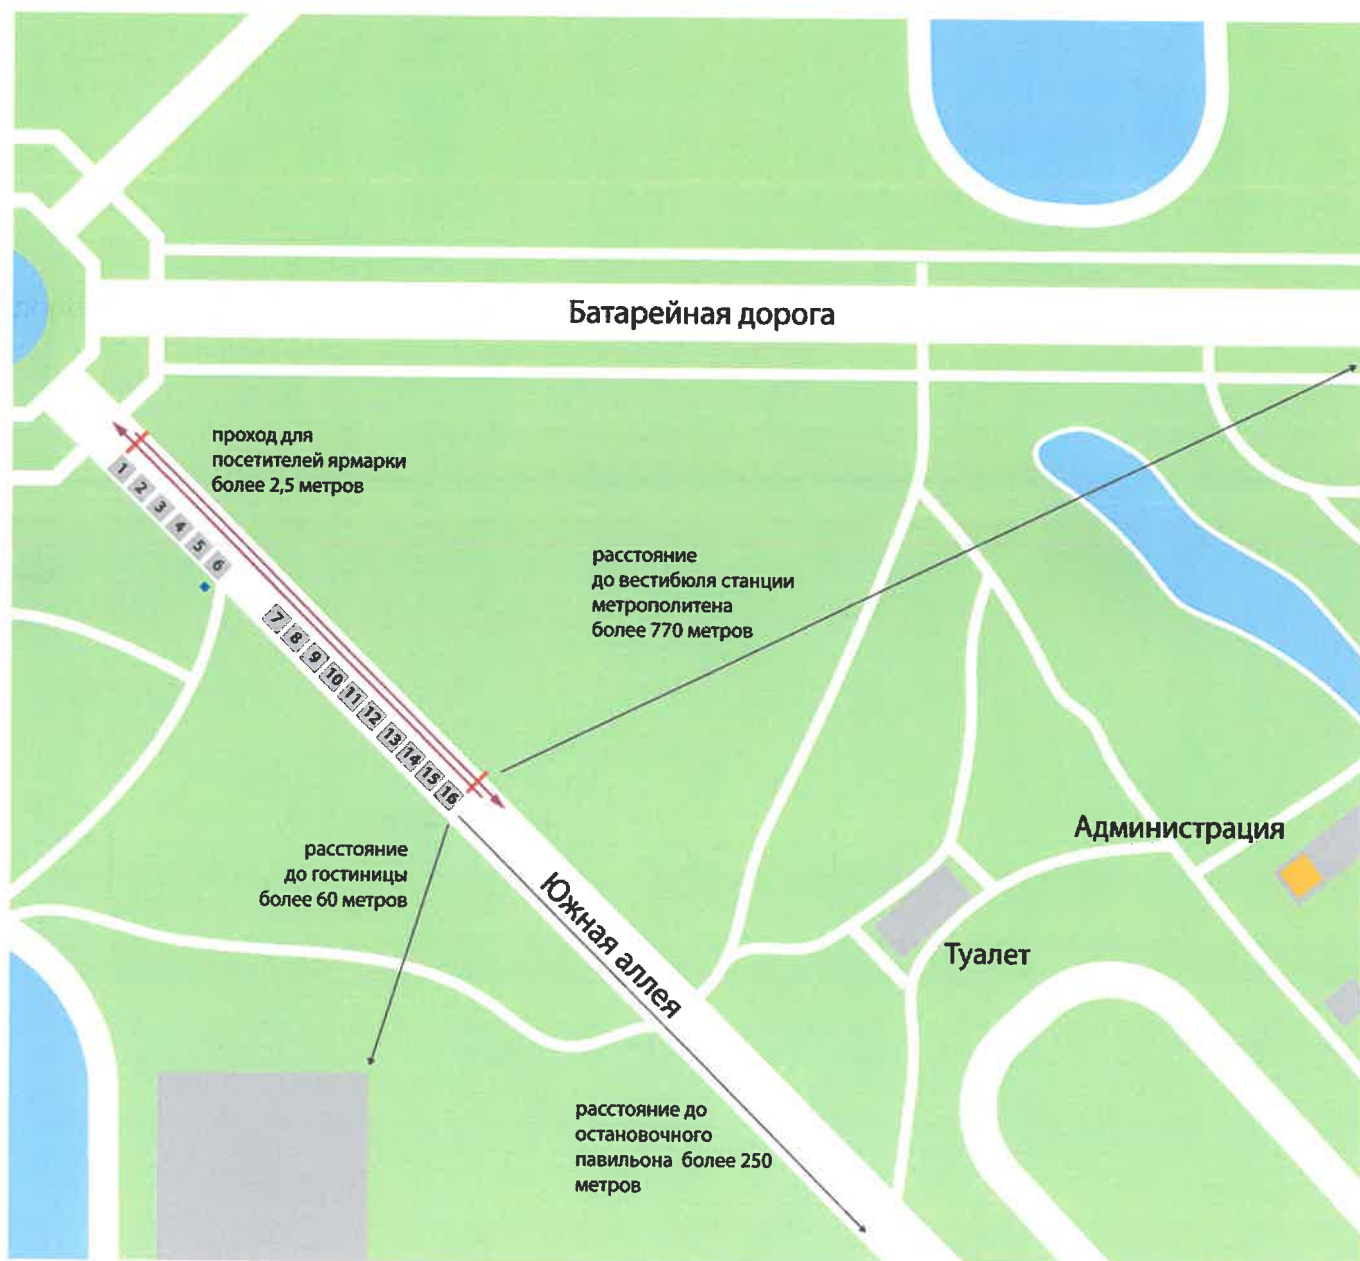 Батарейная дорога
проход для
посетителей ярмарки
более 2,5 метров
1
2
3
4
5
6
7
8
9
10
11
12
13
14
15
16
расстояние
до вестибюля станции
метрополитена
более 770 метров
Администрация
расстояние
до гостиницы
более 60 метров
Южная аллея
Туалет
расстояние до
остановочного
павильона более 250
метров